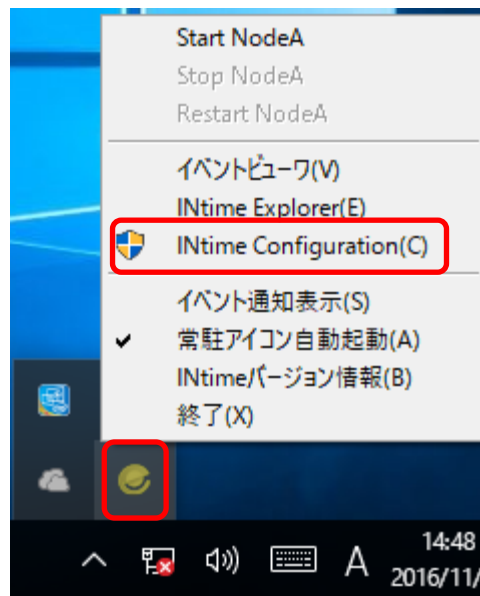 Start NodeA
Stop NodeA
Restart NodeA
イベントビューワ(V)
INtime Explorer(E)
INtime Configuration(C)
イベント通知表示(S)
常駐アイコン自動起動(A)
INtimeバージョン情報(B)
終了(X)
A
14:48
2016/11/